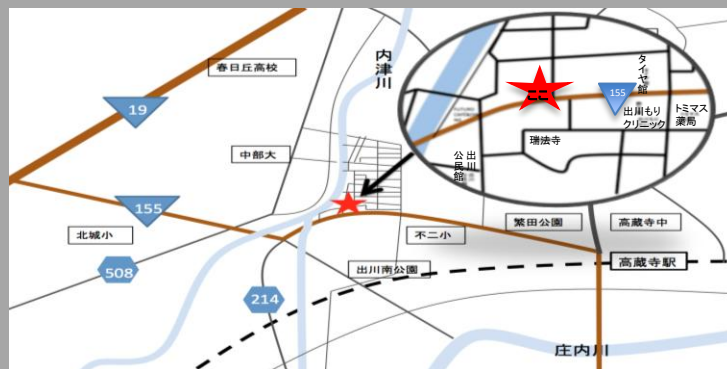 春日丘高校
内津川
19
中部大
155
北城小
508
214
出川南公園
不二小
繁田公園
高蔵寺中
高蔵寺駅
庄内川
ここ
タイヤ館
155
出川もり
クリニック
トミマス
薬局
瑞法寺
出川
公民館